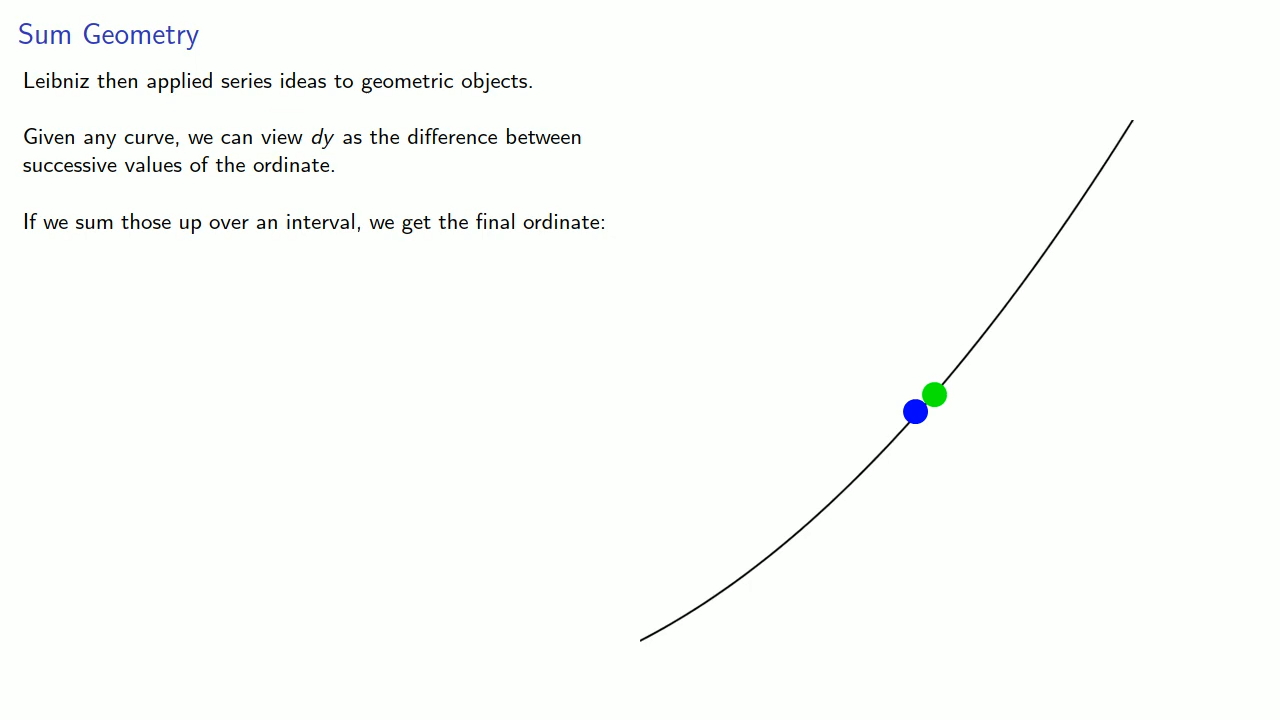 Sum Geometry
Leibniz then applied series ideas to geometric objects.
Given any curve, we can view dy as the difference between
successive values of the ordinate.
If we sum those up over an interval, we get the final ordinate: